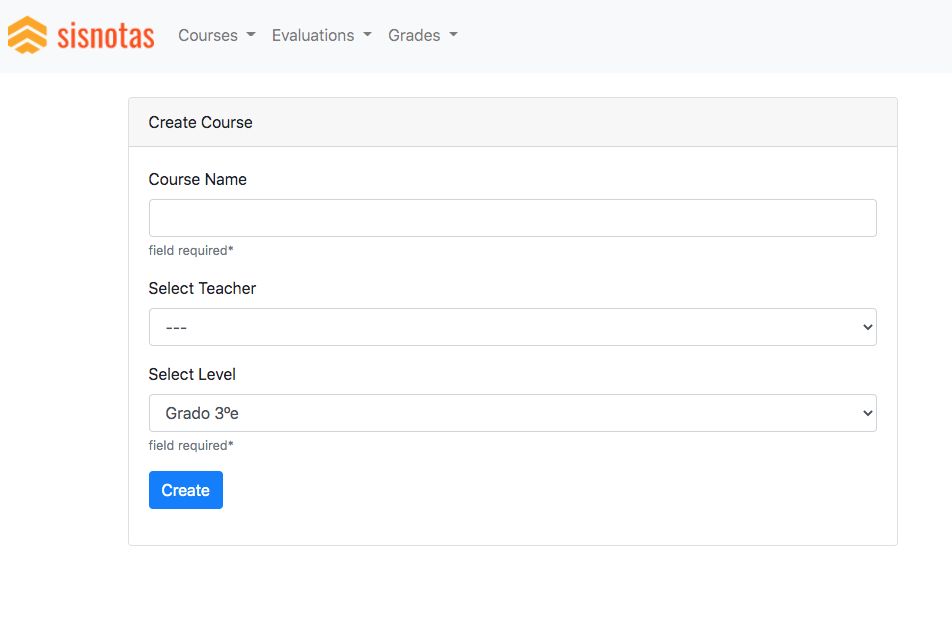 sisnotas Courses Evaluations Grades
Create Course
Course Name
field required*
Select Teacher
---
Select Level
Grado 3ºe
field required*
Create